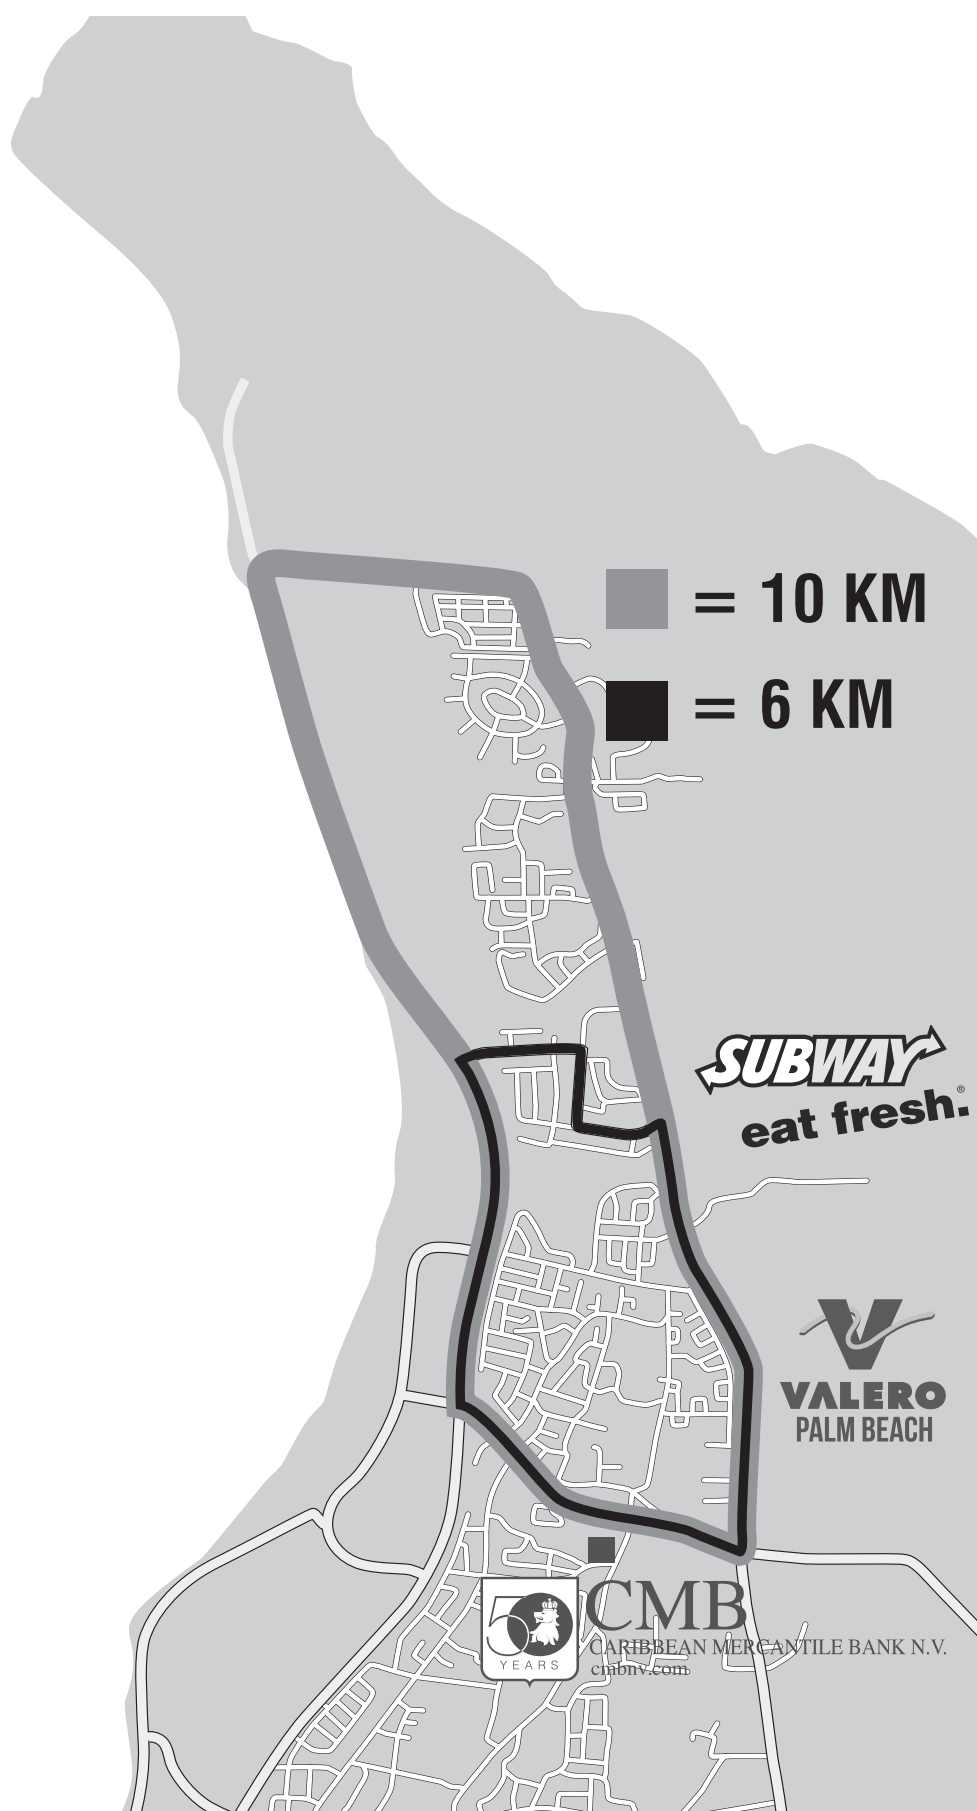 = 10 KM
= 6 KM
SUBWAY
eat fresh.®
VALERO
PALM BEACH
50
YEARS
CMB
CARIBBEAN MERCANTILE BANK N.V.
cmbnv.com